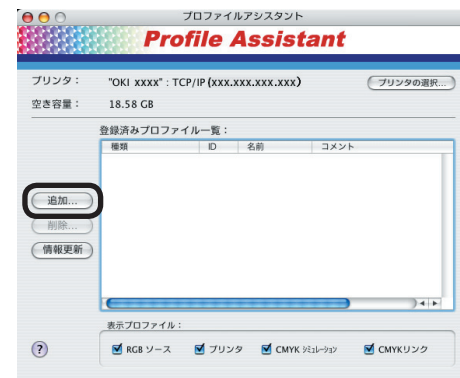 プロファイルアシスタント
Profile Assistant
プリンタ： "OKI xxxx" : TCP/IP (xxx.xxx.xxx.xxx) プリンタの選択...
空き容量： 18.58 GB
登録済みプロファイル一覧：
種類 ID 名前 コメント
追加...
削除...
情報更新
表示プロファイル：
? RGB ソース プリンタ CMYK ｼﾐｭﾚｰｼｮﾝ CMYKリンク